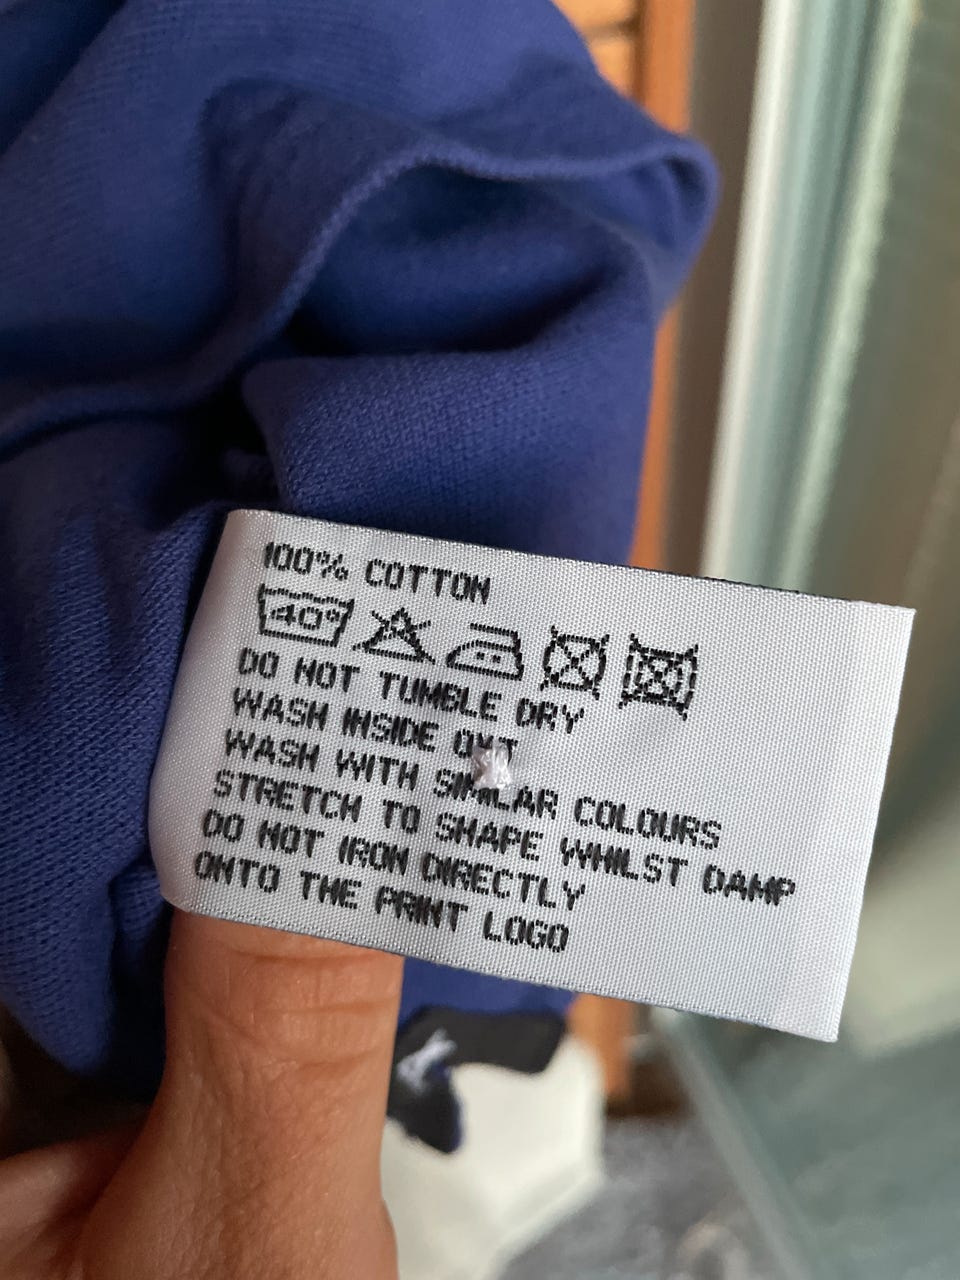 100% COTTON
40°
DO NOT TUMBLE DRY
WASH INSIDE OUT
WASH WITH SIMILAR COLOURS
STRETCH TO SHAPE WHILST DAMP
DO NOT IRON DIRECTLY
ONTO THE PRINT LOGO